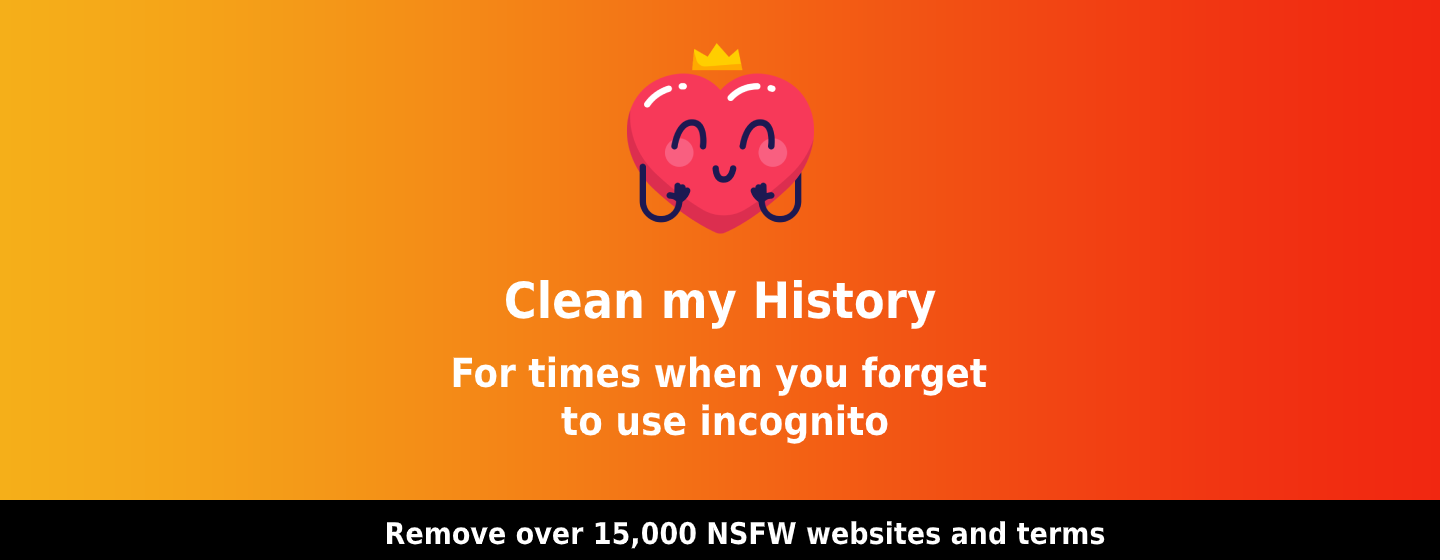 Clean my History
For times when you forget
to use incognito
Remove over 15,000 NSFW websites and terms